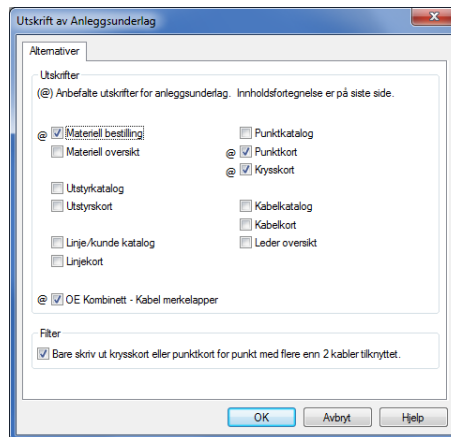 Utskrift av Anleggsunderlag
Alternativer
Utskrifter
(@) Anbefalte utskrifter for anleggsunderlag. Innholdsfortegnelse er på siste side.
@ Materiell bestilling
Punktkatalog
Materiell oversikt
@ Punktkort
@ Krysskort
Utstyrkatalog
Utstyrskort
Kabelkatalog
Kabelkort
Linje/kunde katalog
Leder oversikt
Linjekort
@ OE Kombinett - Kabel merkelapper
Filter
Bare skriv ut krysskort eller punktkort for punkt med flere enn 2 kabler tilknyttet.
OK
Avbryt
Hjelp